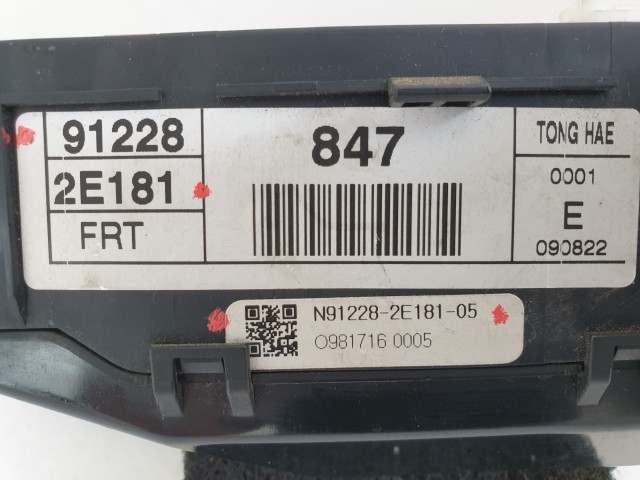 91228
2E181
FRT
847
TONG HAE
0001
E
090822
N91228-2E181-05
O981716 0005